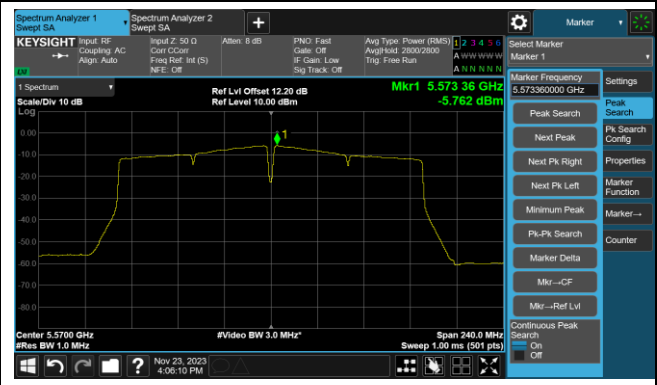 Spectrum Analyzer 1
Swept SA
Spectrum Analyzer 2
Swept SA
+
Marker
KEYSIGHT
Input: RF
Coupling: AC
Align: Auto
Input Z: 50 Ω
Corr CCorr
Freq Ref: Int (S)
NFE: Off
Atten: 8 dB
PNO: Fast
Gate: Off
IF Gain: Low
Sig Track: Off
Avg Type: Power (RMS)
Avg|Hold: 2800/2800
Trig: Free Run
1 2 3 4 5 6
A W W W W W
A N N N N N
LXI
Select Marker
Marker 1
1 Spectrum
Scale/Div 10 dB
Ref Lvl Offset 12.20 dB
Ref Level 10.00 dBm
Mkr1 5.573 36 GHz
-5.762 dBm
Log
0.00
-10.0
-20.0
-30.0
-40.0
-50.0
-60.0
-70.0
-80.0
1
Center 5.5700 GHz
#Res BW 1.0 MHz
#Video BW 3.0 MHz*
Span 240.0 MHz
Sweep 1.00 ms (501 pts)
Marker Frequency
5.573360000 GHz
Peak Search
Next Peak
Next Pk Right
Next Pk Left
Minimum Peak
Pk-Pk Search
Marker Delta
Mkr→CF
Mkr→Ref Lvl
Continuous Peak
Search
On
Off
Settings
Peak
Search
Pk Search
Config
Properties
Marker
Function
Marker→
Counter
?
Nov 23, 2023
4:06:10 PM